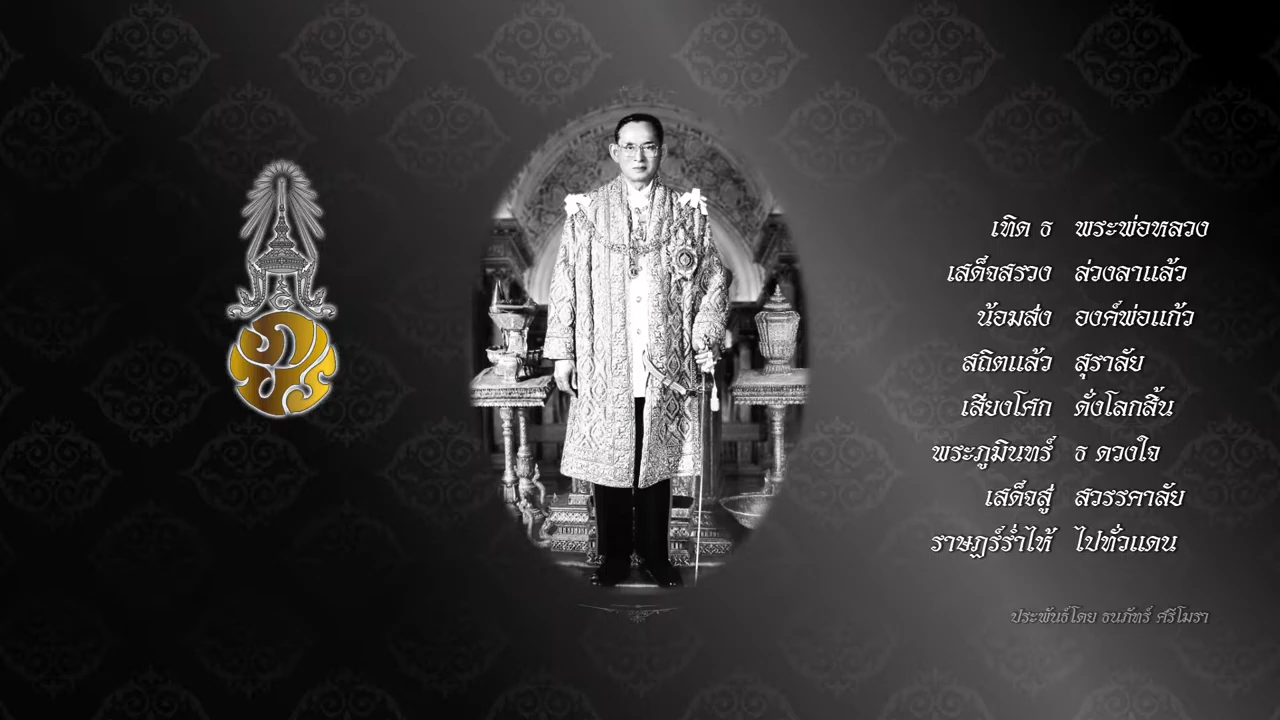 เทิด ธ พระพ่อหลวง
เสด็จสรวง ล่วงลาแล้ว
น้อมส่ง องค์พ่อแก้ว
สถิตแล้ว สุราลัย
เสียงโศก ดั่งโลกสิ้น
พระภูมินทร์ ธ ดวงใจ
เสด็จสู่ สวรรคาลัย
ราษฎร์ร่ำไห้ ไปทั่วแดน
ประพันธ์โดย ธนภัทร์ ศรีโมรา